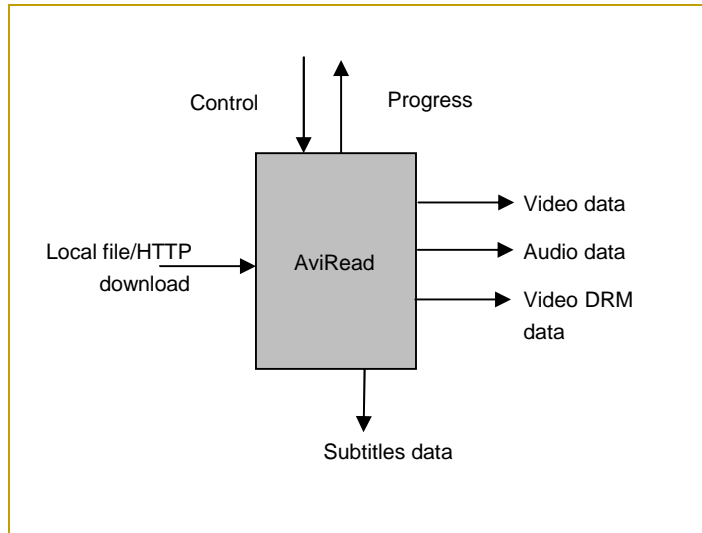 Control
Progress
Local file/HTTP
download
AviRead
Video data
Audio data
Video DRM
data
Subtitles data